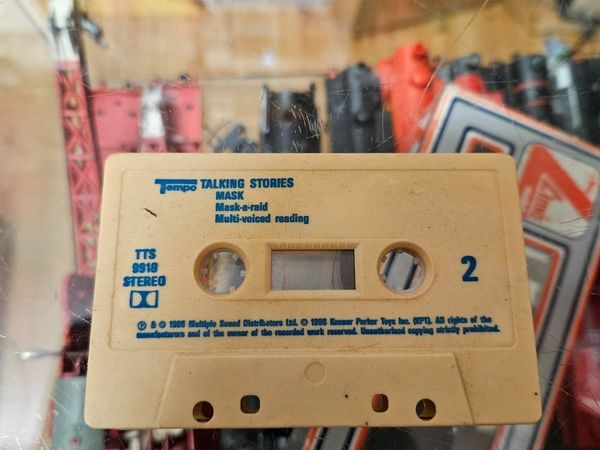 Tempo TALKING STORIES
MASK
Mask-a-raid
Multi-voiced reading
TTS
9918
STEREO
2
℗ & © 1986 Multiple Sound Distributors Ltd. © 1986 Kenner Parker Toys Inc. (KPT). All rights of the
manufacturers and of the owner of the recorded work reserved. Unauthorised copying strictly prohibited.